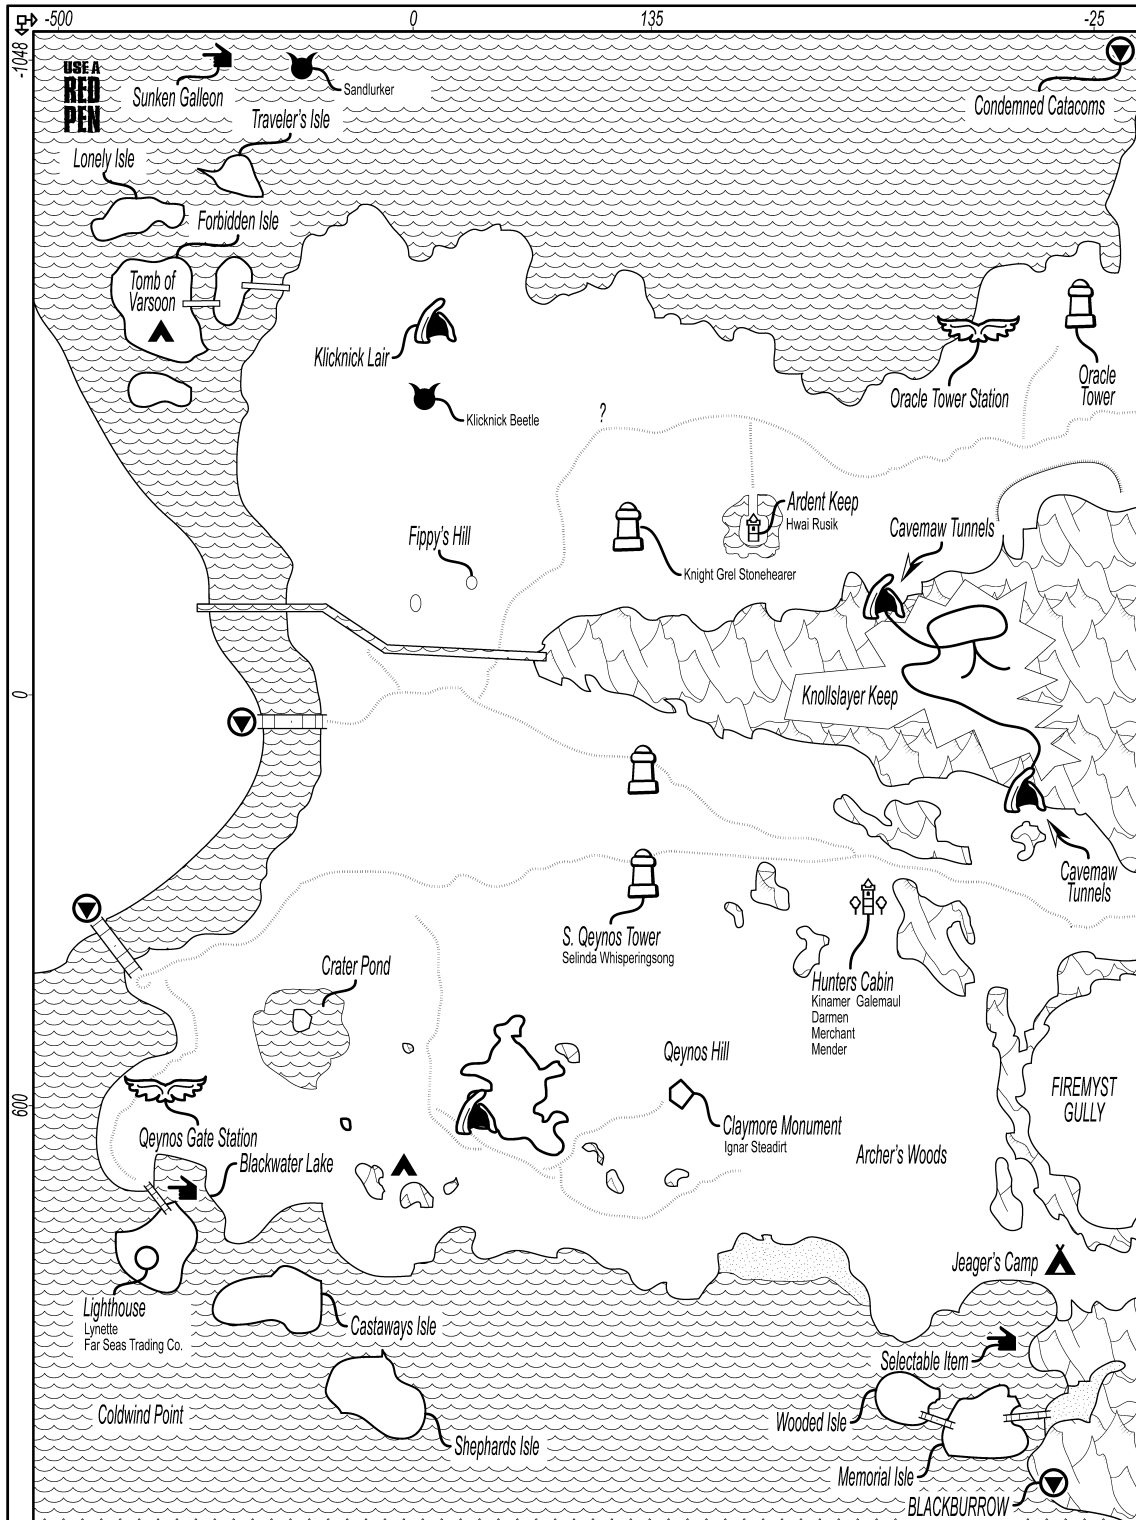 -500
0
135
-25
-1048
0
600
USE A
RED
PEN
Sunken Galleon
Sandlurker
Condemned Catacoms
Traveler's Isle
Lonely Isle
Forbidden Isle
Tomb of
Varsoon
Klicknick Lair
Klicknick Beetle
?
Oracle Tower Station
Oracle
Tower
Ardent Keep
Hwai Rusik
Cavemaw Tunnels
Fippy's Hill
Knight Grel Stonehearer
Knollslayer Keep
Cavemaw
Tunnels
S. Qeynos Tower
Selinda Whisperingsong
Crater Pond
Hunters Cabin
Kinamer Galemaul
Darmen
Merchant
Mender
Qeynos Hill
FIREMYST
GULLY
Claymore Monument
Ignar Steadirt
Qeynos Gate Station
Blackwater Lake
Archer's Woods
Jeager's Camp
Lighthouse
Lynette
Far Seas Trading Co.
Castaways Isle
Selectable Item
Coldwind Point
Wooded Isle
Shephards Isle
Memorial Isle
BLACKBURROW